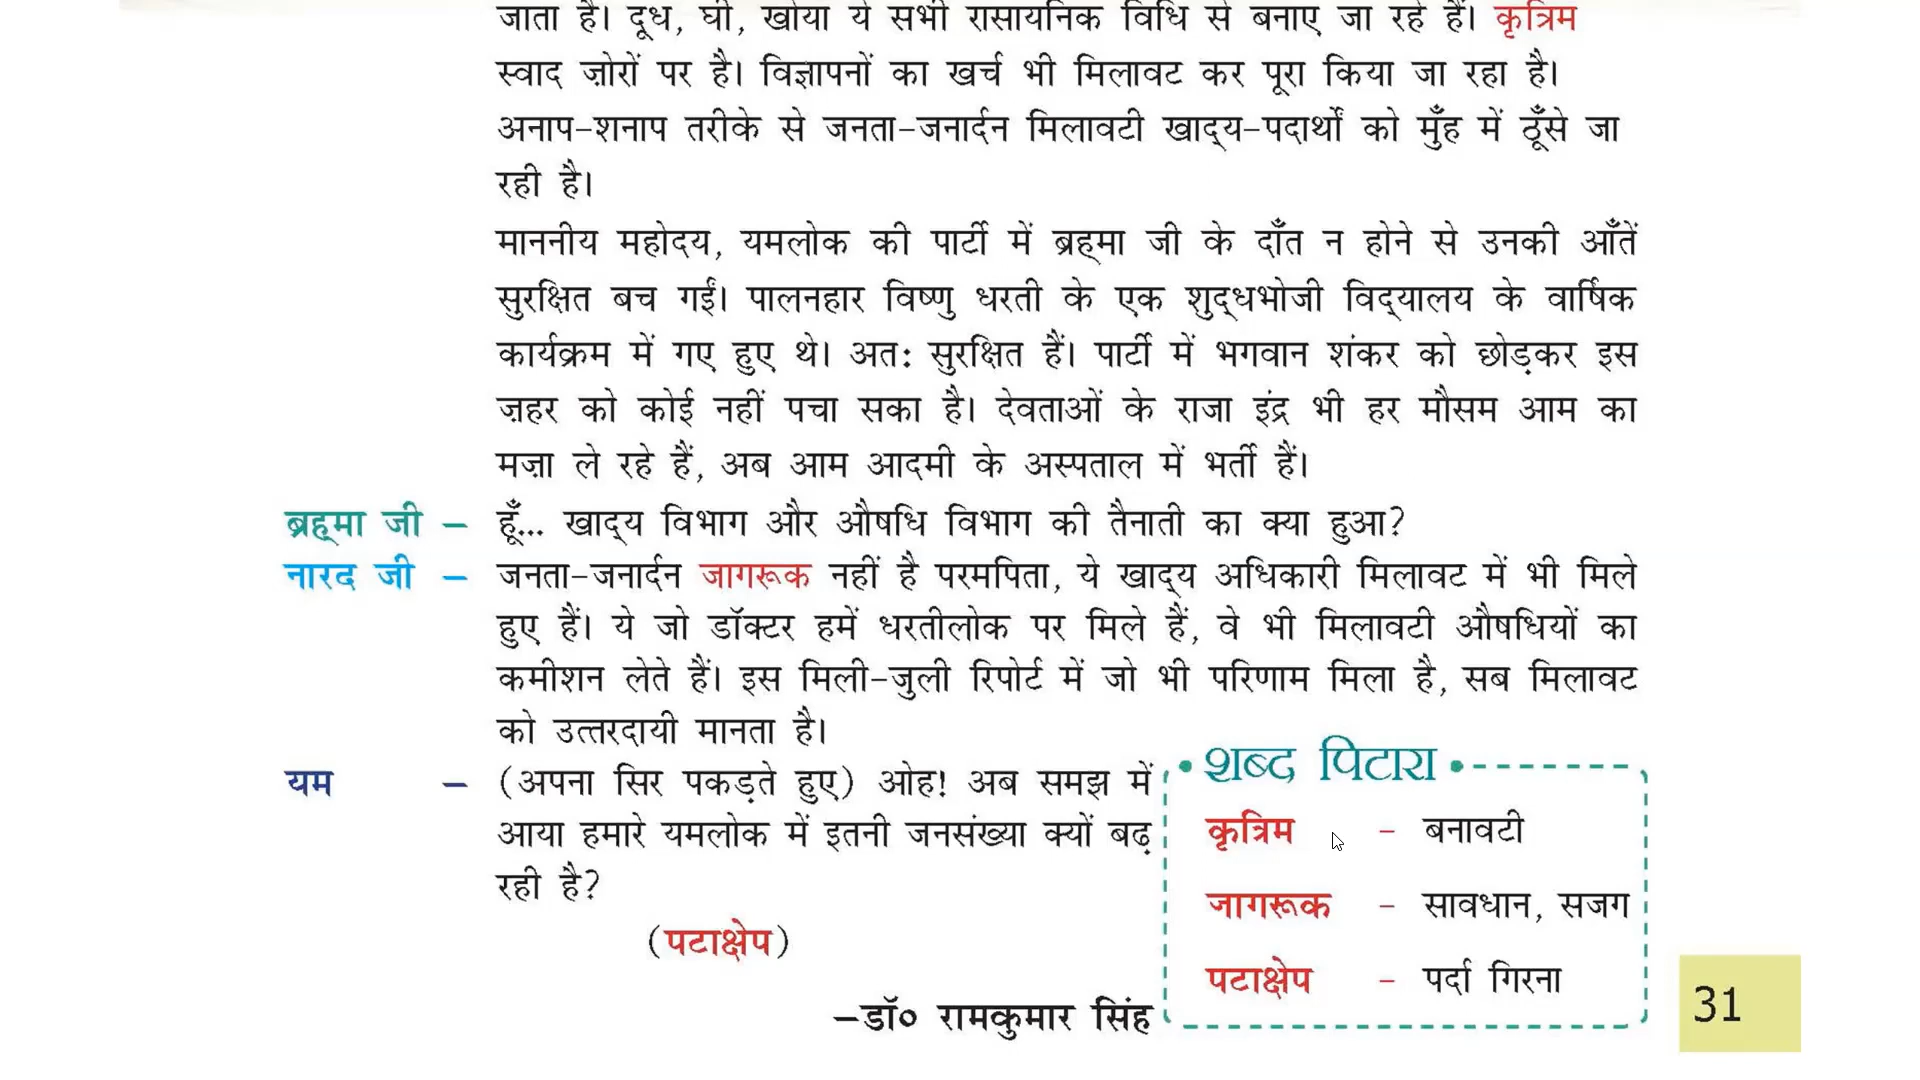 जाता है। दूध, घी, खोया ये सभी रासायनिक विधि से बनाए जा रहे हैं। कृत्रिम
स्वाद ज़ोरों पर है। विज्ञापनों का खर्च भी मिलावट कर पूरा किया जा रहा है।
अनाप-शनाप तरीके से जनता-जनार्दन मिलावटी खाद्य-पदार्थों को मुँह में ठूँसे जा
रही है।
माननीय महोदय, यमलोक की पार्टी में ब्रह्मा जी के दाँत न होने से उनकी आँतें
सुरक्षित बच गईं। पालनहार विष्णु धरती के एक शुद्धभोजी विद्यालय के वार्षिक
कार्यक्रम में गए हुए थे। अतः सुरक्षित हैं। पार्टी में भगवान शंकर को छोड़कर इस
ज़हर को कोई नहीं पचा सका है। देवताओं के राजा इंद्र भी हर मौसम आम का
मज़ा ले रहे हैं, अब आम आदमी के अस्पताल में भर्ती हैं।
ब्रह्मा जी – हूँ... खाद्य विभाग और औषधि विभाग की तैनाती का क्या हुआ?
नारद जी – जनता-जनार्दन जागरूक नहीं है परमपिता, ये खाद्य अधिकारी मिलावट में भी मिले
हुए हैं। ये जो डॉक्टर हमें धरतीलोक पर मिले हैं, वे भी मिलावटी औषधियों का
कमीशन लेते हैं। इस मिली-जुली रिपोर्ट में जो भी परिणाम मिला है, सब मिलावट
को उत्तरदायी मानता है।
यम – (अपना सिर पकड़ते हुए) ओह! अब समझ में
आया हमारे यमलोक में इतनी जनसंख्या क्यों बढ़
रही है?
(पटाक्षेप)
–डॉ० रामकुमार सिंह
शब्द पिटारा
कृत्रिम – बनावटी
जागरूक – सावधान, सजग
पटाक्षेप – पर्दा गिरना
31